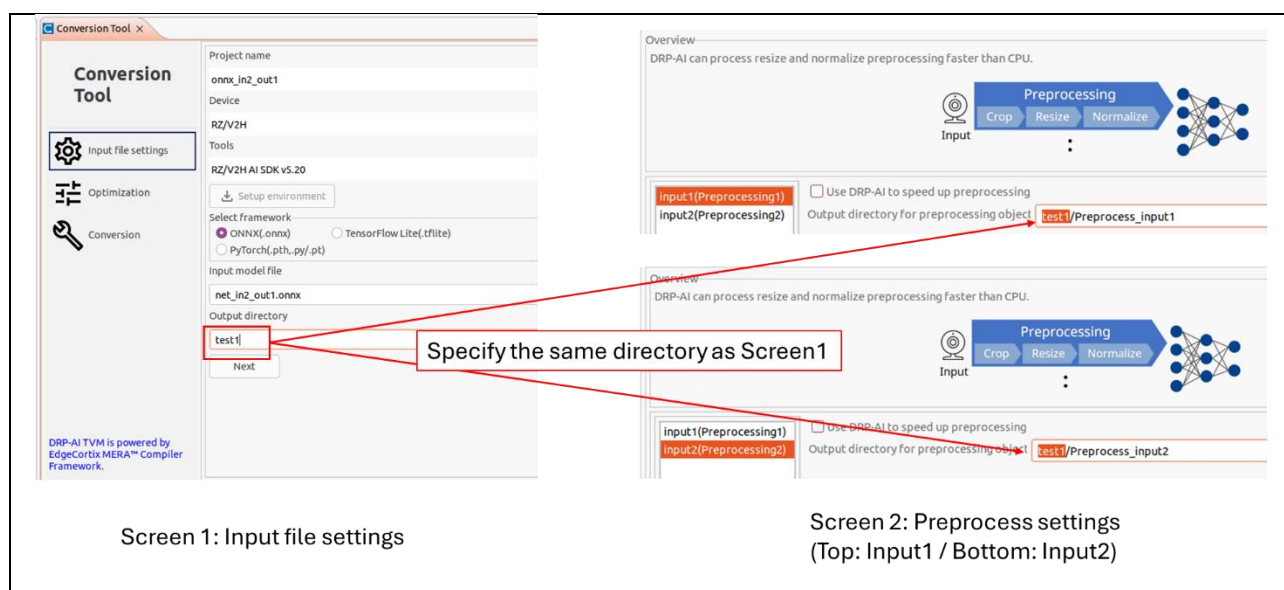 Conversion Tool
Conversion
Tool
Input file settings
Optimization
Conversion
DRP-AI TVM is powered by
EdgeCortix MERA™ Compiler
Framework.
Project name
onnx_in2_out1
Device
RZ/V2H
Tools
RZ/V2H AI SDK v5.20
Setup environment
Select framework
ONNX(.onnx) TensorFlow Lite(.tflite)
PyTorch(.pth,.py/.pt)
Input model file
net_in2_out1.onnx
Output directory
test1
Next
Specify the same directory as Screen1
Overview
DRP-AI can process resize and normalize preprocessing faster than CPU.
Preprocessing
Crop Resize Normalize
Input
:
input1(Preprocessing1)
input2(Preprocessing2)
Use DRP-AI to speed up preprocessing
Output directory for preprocessing object test1/Preprocess_input1
Overview
DRP-AI can process resize and normalize preprocessing faster than CPU.
Preprocessing
Crop Resize Normalize
Input
:
input1(Preprocessing1)
input2(Preprocessing2)
Use DRP-AI to speed up preprocessing
Output directory for preprocessing object test1/Preprocess_input2
Screen 1: Input file settings
Screen 2: Preprocess settings
(Top: Input1 / Bottom: Input2)